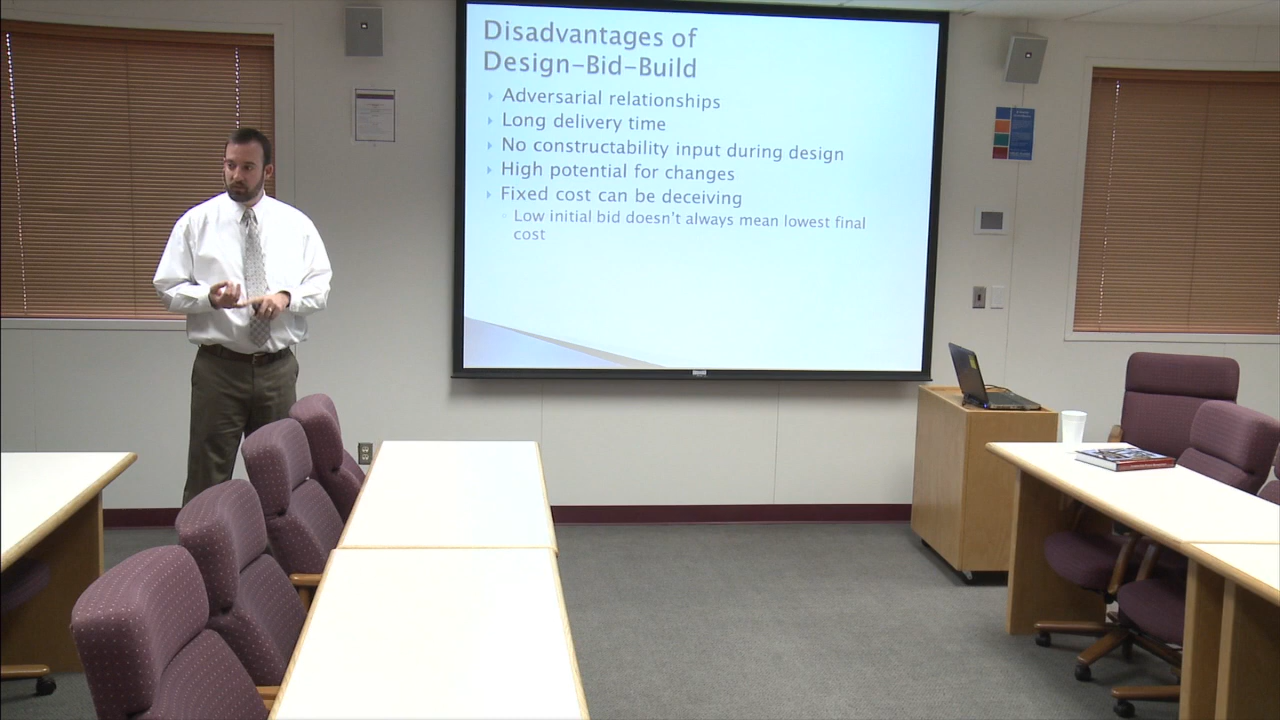 Disadvantages of
Design-Bid-Build
Adversarial relationships
Long delivery time
No constructability input during design
High potential for changes
Fixed cost can be deceiving
Low initial bid doesn't always mean lowest final
cost